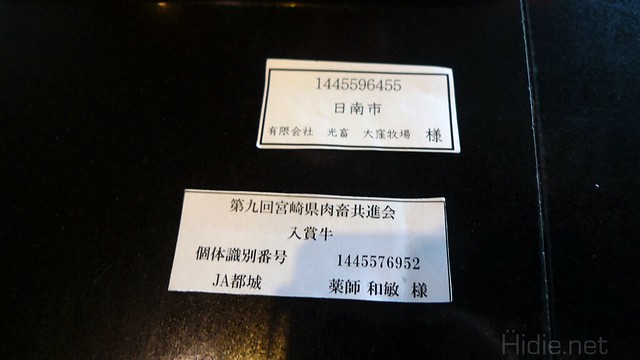 1445596455
日南市
有限会社 光畜 大窪牧場 様
第九回宮崎県肉畜共進会
入賞牛
個体識別番号 1445576952
JA都城 薬師 和敏 様
Hidie.net